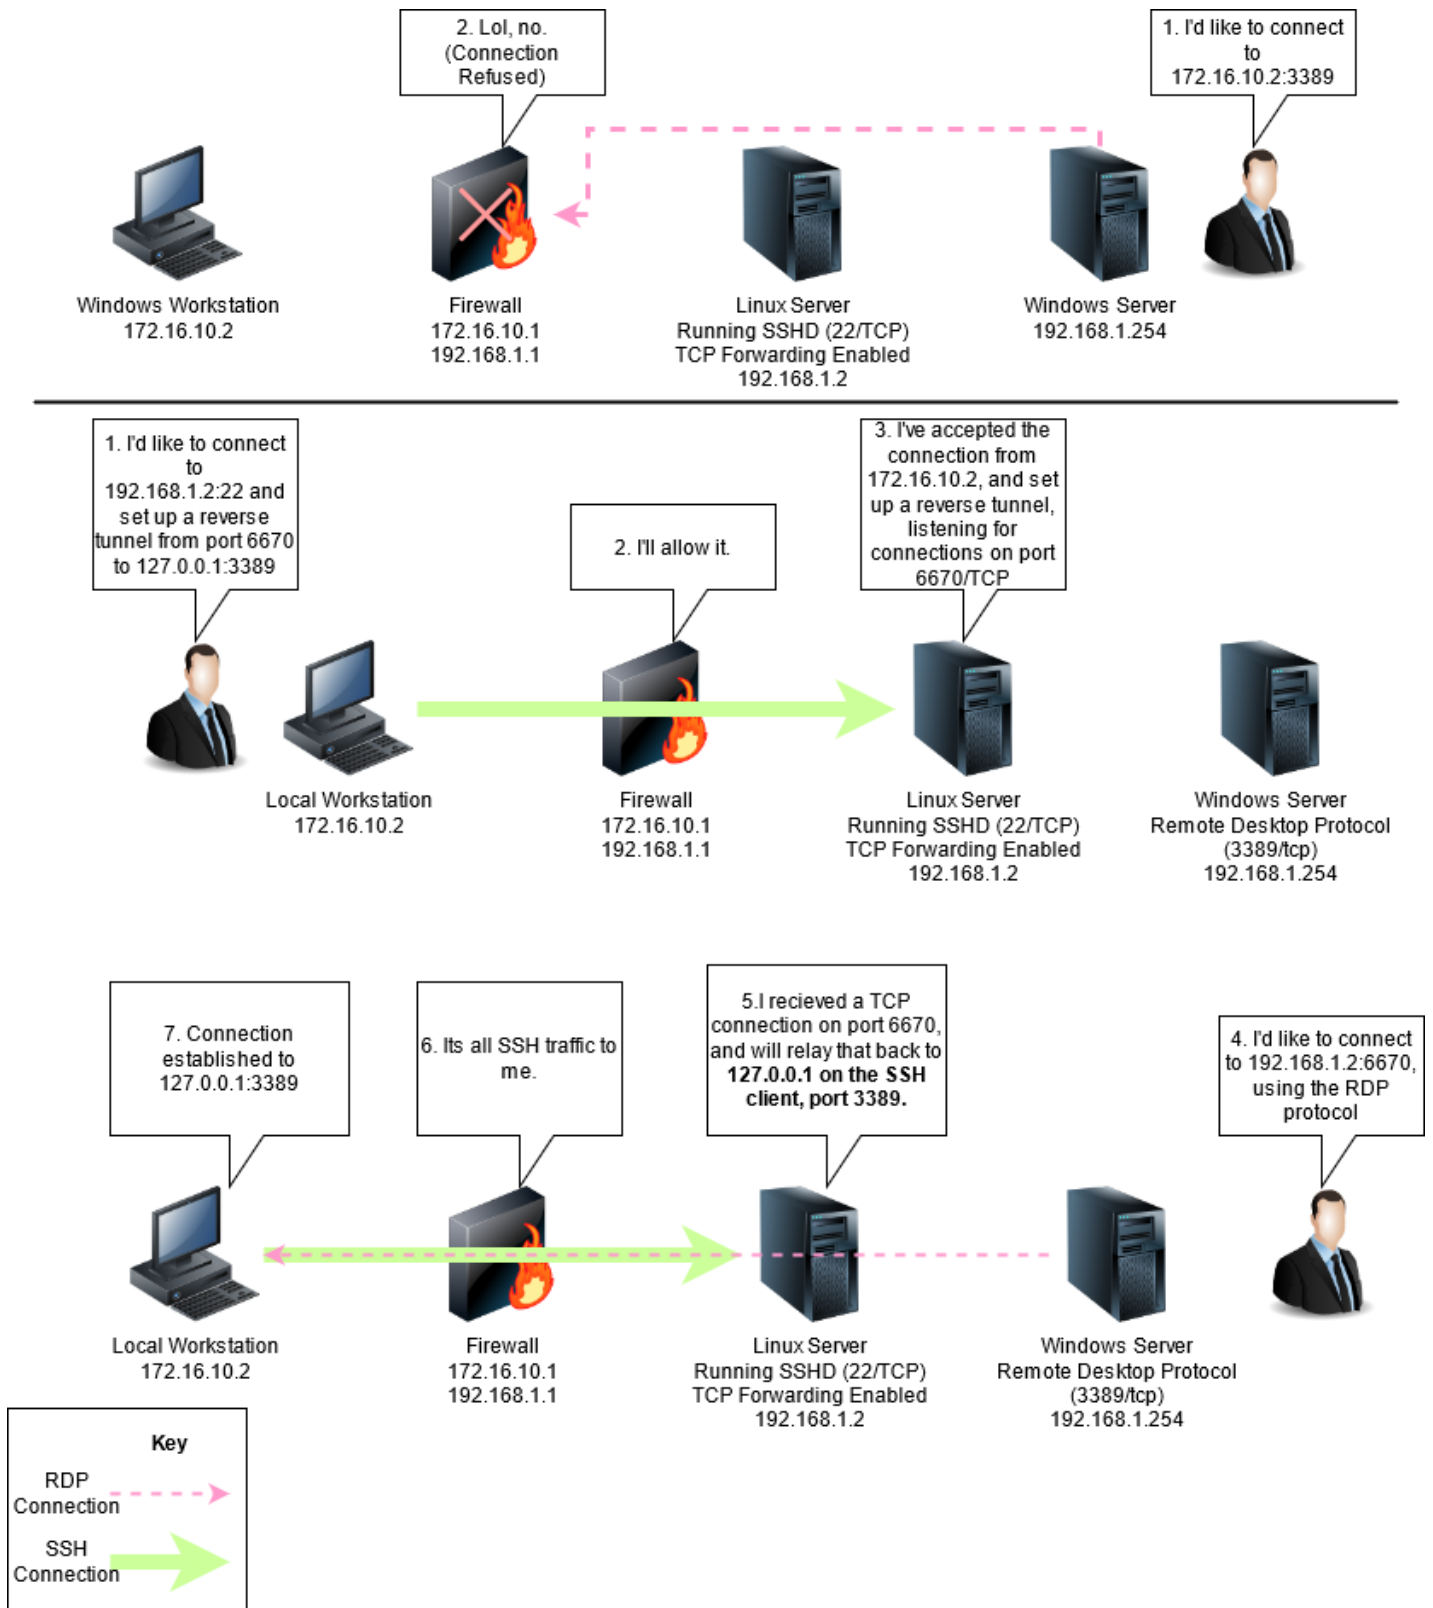 2. Lol, no.
(Connection
Refused)
1. I'd like to connect
to
172.16.10.2:3389
Windows Workstation
172.16.10.2
Firewall
172.16.10.1
192.168.1.1
Linux Server
Running SSHD (22/TCP)
TCP Forwarding Enabled
192.168.1.2
Windows Server
192.168.1.254
1. I'd like to connect
to
192.168.1.2:22 and
set up a reverse
tunnel from port 6670
to 127.0.0.1:3389
2. I'll allow it.
3. I've accepted the
connection from
172.16.10.2, and set
up a reverse tunnel,
listening for
connections on port
6670/TCP
Local Workstation
172.16.10.2
Firewall
172.16.10.1
192.168.1.1
Linux Server
Running SSHD (22/TCP)
TCP Forwarding Enabled
192.168.1.2
Windows Server
Remote Desktop Protocol
(3389/tcp)
192.168.1.254
7. Connection
established to
127.0.0.1:3389
6. Its all SSH traffic to
me.
5.I recieved a TCP
connection on port 6670,
and will relay that back to
127.0.0.1 on the SSH
client, port 3389.
4. I'd like to connect
to 192.168.1.2:6670,
using the RDP
protocol
Local Workstation
172.16.10.2
Firewall
172.16.10.1
192.168.1.1
Linux Server
Running SSHD (22/TCP)
TCP Forwarding Enabled
192.168.1.2
Windows Server
Remote Desktop Protocol
(3389/tcp)
192.168.1.254
Key
RDP
Connection
SSH
Connection